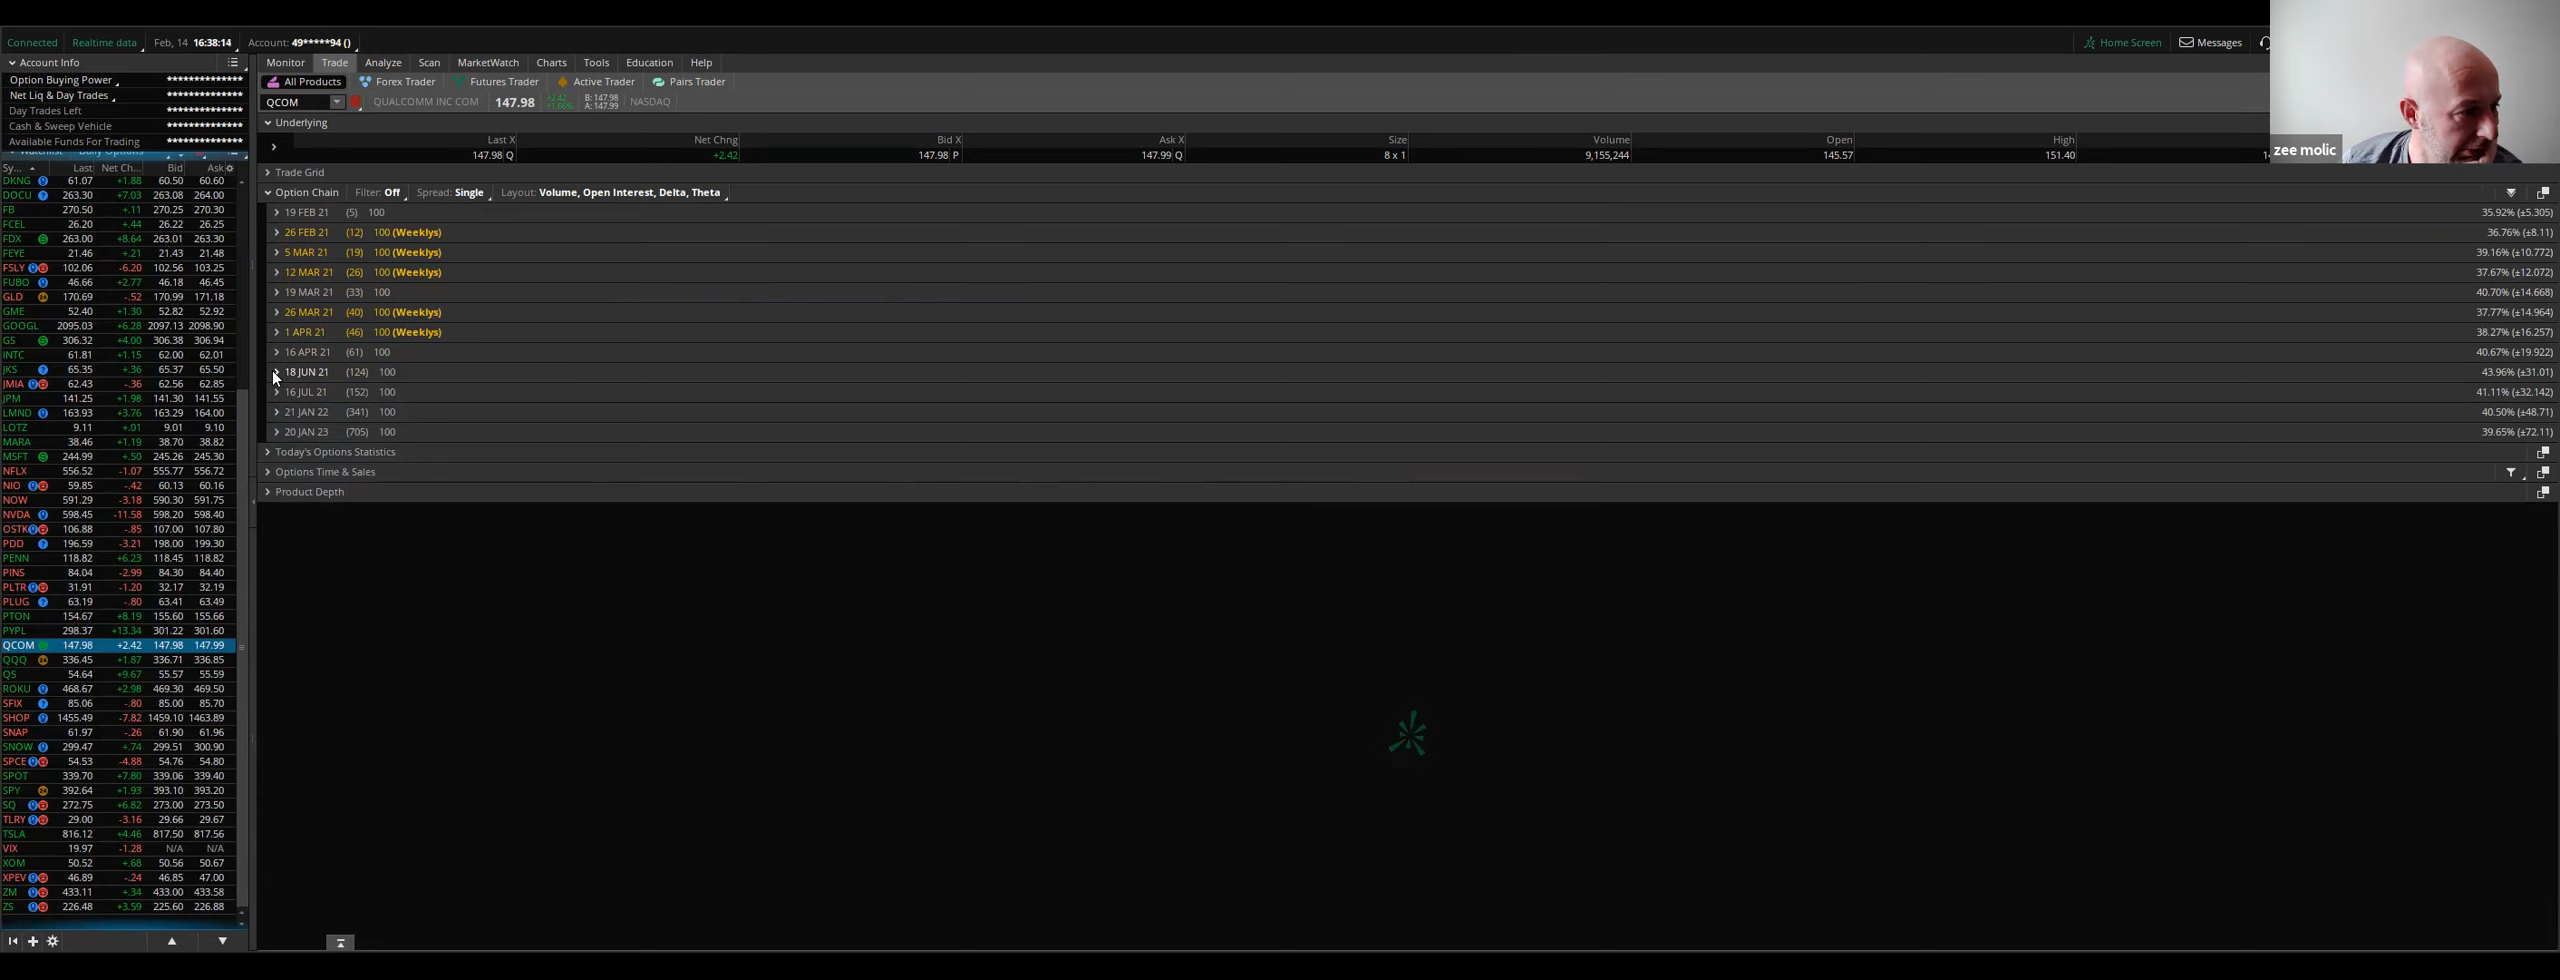 Connected Realtime data Feb, 14 16:38:14 Account: 49*****94 () Home Screen Messages
Account Info
Option Buying Power **************
Net Liq & Day Trades **************
Day Trades Left **************
Cash & Sweep Vehicle **************
Available Funds For Trading **************
Watchlist Daily Options
Sy... Last Net Ch... Bid Ask
DKNG 61.07 +1.88 60.50 60.60
DOCU 263.30 +7.03 263.08 264.00
FB 270.50 +.11 270.25 270.30
FCEL 26.20 +.44 26.22 26.25
FDX 263.00 +8.64 263.01 263.30
FEYE 21.46 +.21 21.43 21.48
FSLY 102.06 -6.20 102.56 103.25
FUBO 46.66 +2.77 46.18 46.45
GLD 170.69 -.52 170.99 171.18
GME 52.40 +1.30 52.82 52.92
GOOGL 2095.03 +6.28 2097.13 2098.90
GS 306.32 +4.00 306.38 306.94
INTC 61.81 +1.15 62.00 62.01
JKS 65.35 +.36 65.37 65.50
JMIA 62.43 -.36 62.56 62.85
JPM 141.25 +1.98 141.30 141.55
LMND 163.93 +3.76 163.29 164.00
LOTZ 9.11 +.01 9.01 9.10
MARA 38.46 +1.19 38.70 38.82
MSFT 244.99 +.50 245.26 245.30
NFLX 556.52 -1.07 555.77 556.72
NIO 59.85 -.42 60.13 60.16
NOW 591.29 -3.18 590.30 591.75
NVDA 598.45 -11.58 598.20 598.40
OSTK 106.88 -.85 107.00 107.80
PDD 196.59 -3.21 198.00 199.30
PENN 118.82 +6.23 118.45 118.82
PINS 84.04 -2.99 84.30 84.40
PLTR 31.91 -1.20 32.17 32.19
PLUG 63.19 -.80 63.41 63.49
PTON 154.67 +8.19 155.60 155.66
PYPL 298.37 +13.34 301.22 301.60
QCOM 147.98 +2.42 147.98 147.99
QQQ 336.45 +1.87 336.71 336.85
QS 54.64 +9.67 55.57 55.59
ROKU 468.67 +2.98 469.30 469.50
SFIX 85.06 -.80 85.00 85.70
SHOP 1455.49 -7.82 1459.10 1463.89
SNAP 61.97 -.26 61.90 61.96
SNOW 299.47 +.74 299.51 300.90
SPCE 54.53 -4.88 54.76 54.80
SPOT 339.70 +7.80 339.06 339.40
SPY 392.64 +1.93 393.10 393.20
SQ 272.75 +6.82 273.00 273.50
TLRY 29.00 -3.16 29.66 29.67
TSLA 816.12 +4.46 817.50 817.56
VIX 19.97 -1.28 N/A N/A
XOM 50.52 +.68 50.56 50.67
XPEV 46.89 -.24 46.85 47.00
ZM 433.11 +.34 433.00 433.58
ZS 226.48 +3.59 225.60 226.88
Monitor Trade Analyze Scan MarketWatch Charts Tools Education Help
All Products Forex Trader Futures Trader Active Trader Pairs Trader
QCOM QUALCOMM INC COM 147.98 +2.42 +1.66% B: 147.98 A: 147.99 NASDAQ
Underlying
Last X Net Chng Bid X Ask X Size Volume Open High
147.98 Q +2.42 147.98 P 147.99 Q 8 x 1 9,155,244 145.57 151.40
Trade Grid
Option Chain Filter: Off Spread: Single Layout: Volume, Open Interest, Delta, Theta
19 FEB 21 (5) 100 35.92% (±5.305)
26 FEB 21 (12) 100 (Weeklys) 36.76% (±8.11)
5 MAR 21 (19) 100 (Weeklys) 39.16% (±10.772)
12 MAR 21 (26) 100 (Weeklys) 37.67% (±12.072)
19 MAR 21 (33) 100 40.70% (±14.668)
26 MAR 21 (40) 100 (Weeklys) 37.77% (±14.964)
1 APR 21 (46) 100 (Weeklys) 38.27% (±16.257)
16 APR 21 (61) 100 40.67% (±19.922)
18 JUN 21 (124) 100 43.96% (±31.01)
16 JUL 21 (152) 100 41.11% (±32.142)
21 JAN 22 (341) 100 40.50% (±48.71)
20 JAN 23 (705) 100 39.65% (±72.11)
Today's Options Statistics
Options Time & Sales
Product Depth
zee molic